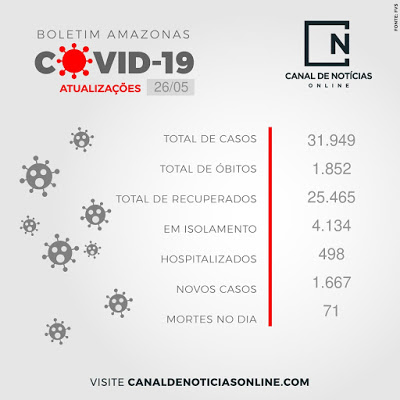 BOLETIM AMAZONAS
COVID-19
ATUALIZAÇÕES 26/05
N
CANAL DE NOTÍCIAS
ONLINE
FONTE: FVS
TOTAL DE CASOS 31.949
TOTAL DE ÓBITOS 1.852
TOTAL DE RECUPERADOS 25.465
EM ISOLAMENTO 4.134
HOSPITALIZADOS 498
NOVOS CASOS 1.667
MORTES NO DIA 71
VISITE CANALDENOTICIASONLINE.COM